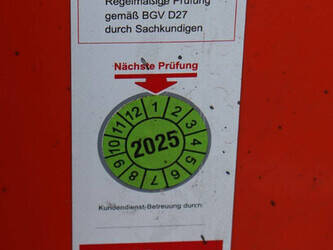 Regelmäßige Prüfung
gemäß BGV D27
durch Sachkundigen
Nächste Prüfung
1
2
3
4
5
6
7
8
9
10
11
12
2025
Kundendienst-Betreuung durch: